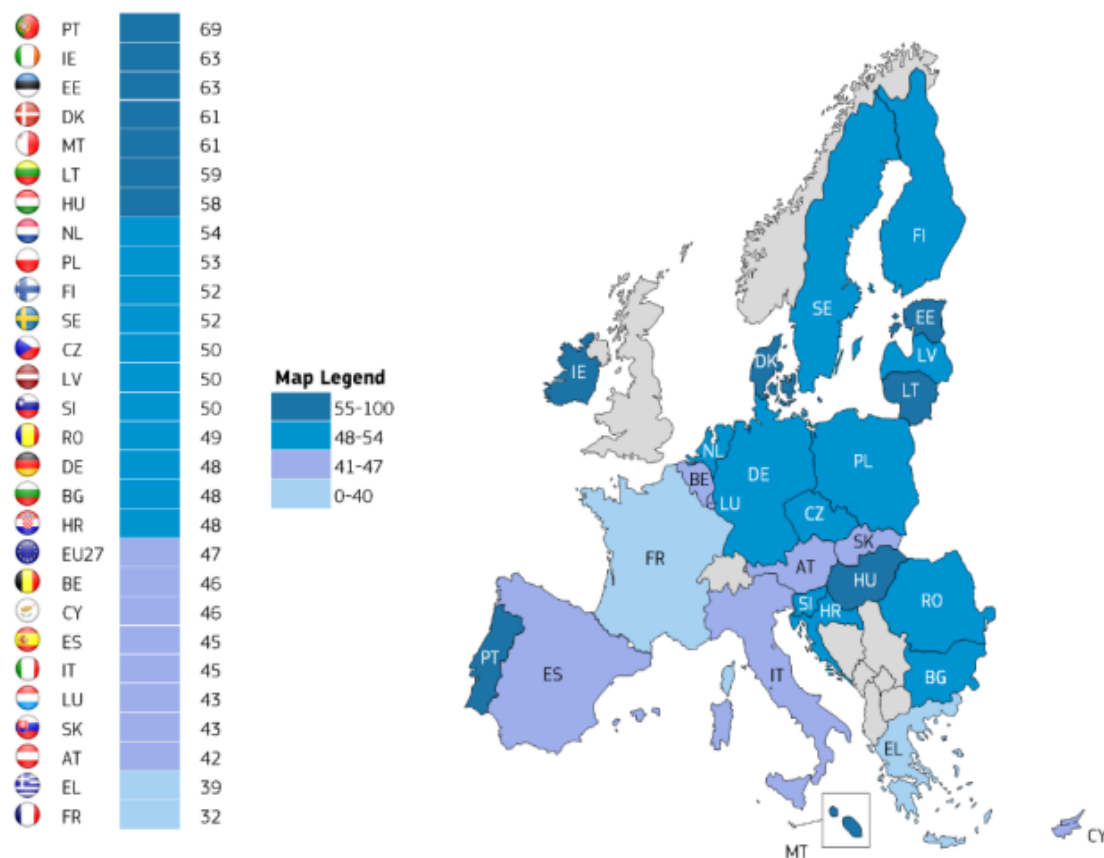 PT 69
IE 63
EE 63
DK 61
MT 61
LT 59
HU 58
NL 54
PL 53
FI 52
SE 52
CZ 50
LV 50
SI 50
RO 49
DE 48
BG 48
HR 48
EU27 47
BE 46
CY 46
ES 45
IT 45
LU 43
SK 43
AT 42
EL 39
FR 32
Map Legend
55-100
48-54
41-47
0-40
FI
SE
EE
LV
DK
IE
LT
NL
PL
DE
BE
LU
CZ
SK
FR
AT
HU
RO
SI
HR
PT
ES
IT
BG
EL
MT
CY